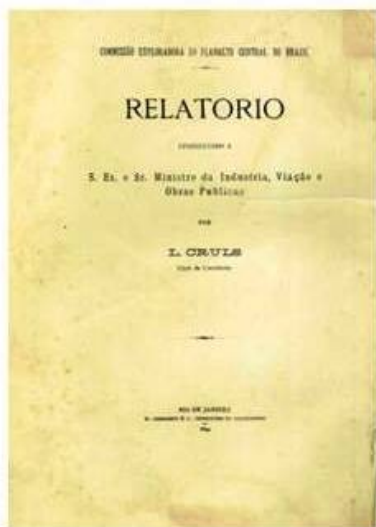 COMMISSÃO EXPLORADORA DO PLANALTO CENTRAL DO BRAZIL
RELATORIO
APRESENTADO A
S. Ex. o Sr. Ministro da Industria, Viação e
Obras Publicas
POR
L. CRULS
Chefe da Commissão
RIO DE JANEIRO